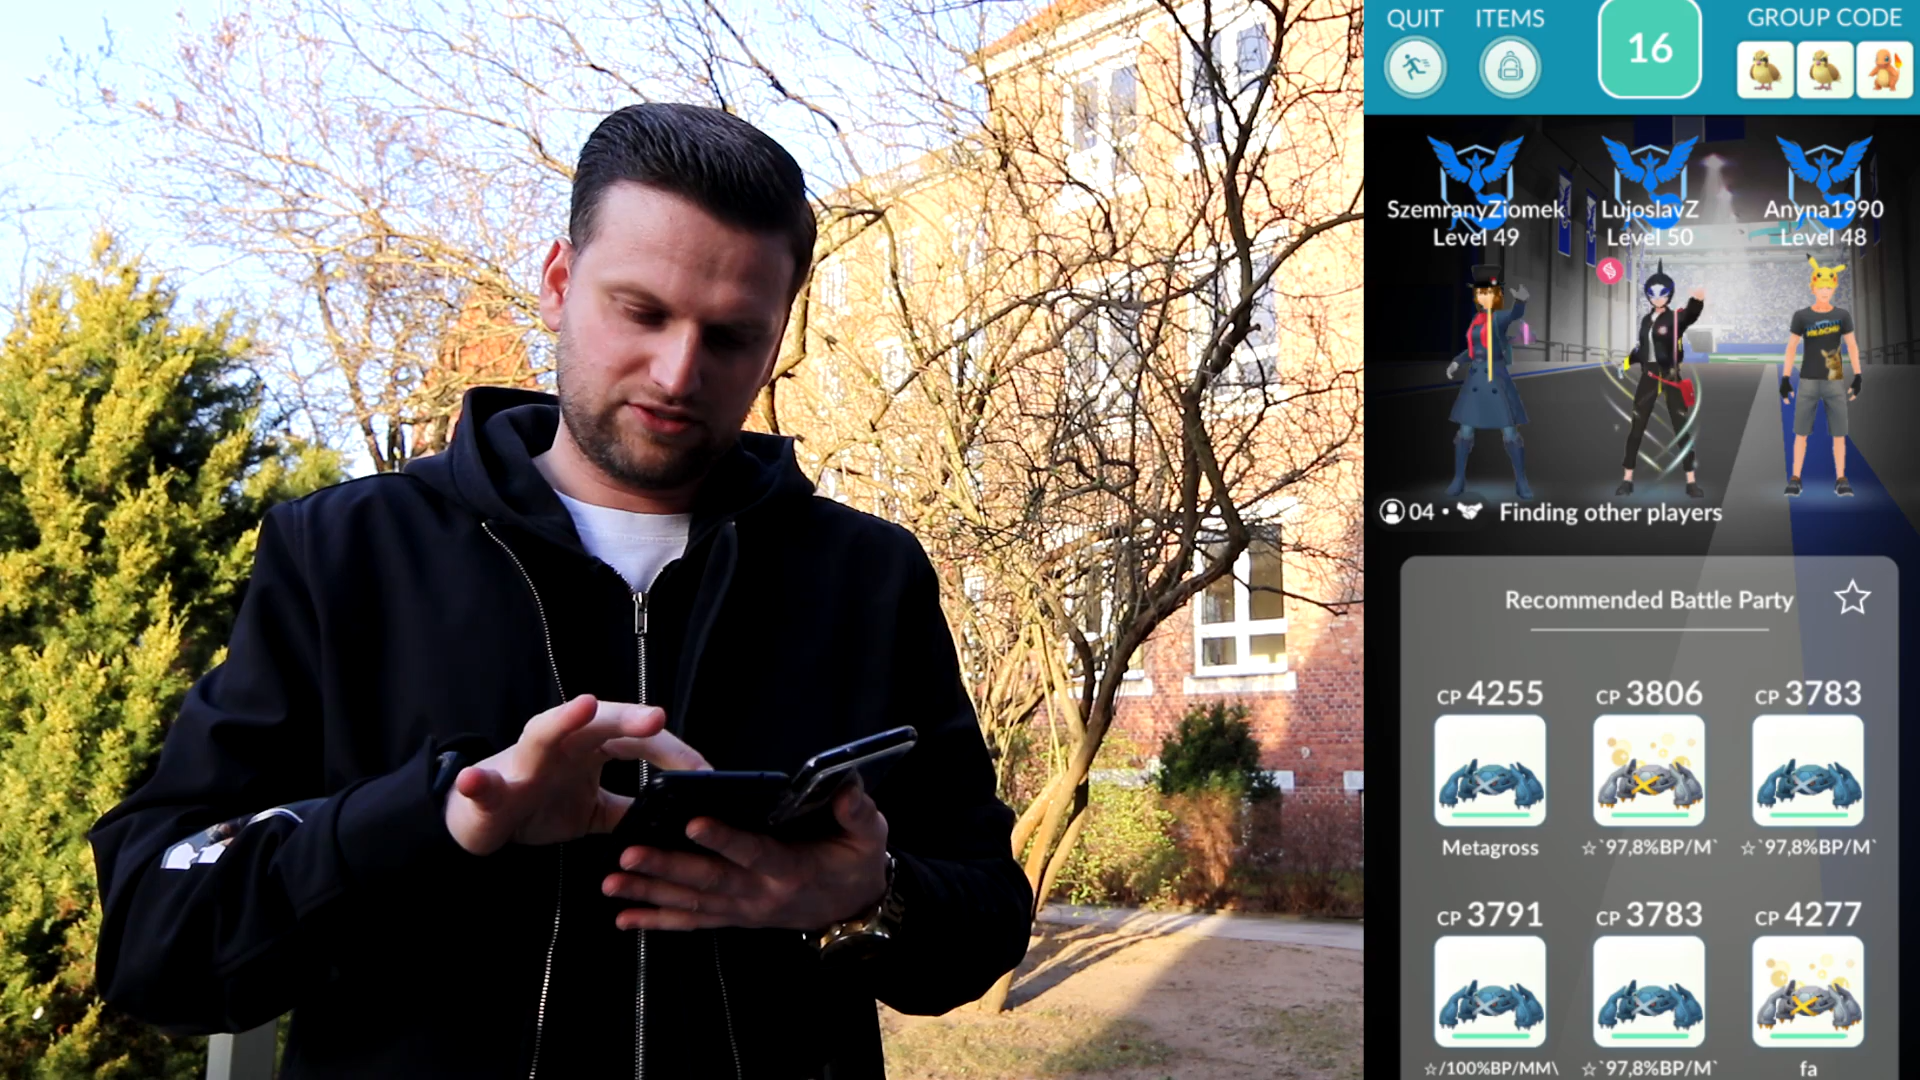 QUIT ITEMS 16 GROUP CODE
SzemranyZiomek LujoslavZ Anyna1990
Level 49 Level 50 Level 48
04 • Finding other players
Recommended Battle Party
CP 4255 CP 3806 CP 3783
Metagross ☆`97,8%BP/M` ☆`97,8%BP/M`
CP 3791 CP 3783 CP 4277
☆/100%BP/MM\ ☆`97,8%BP/M` fa